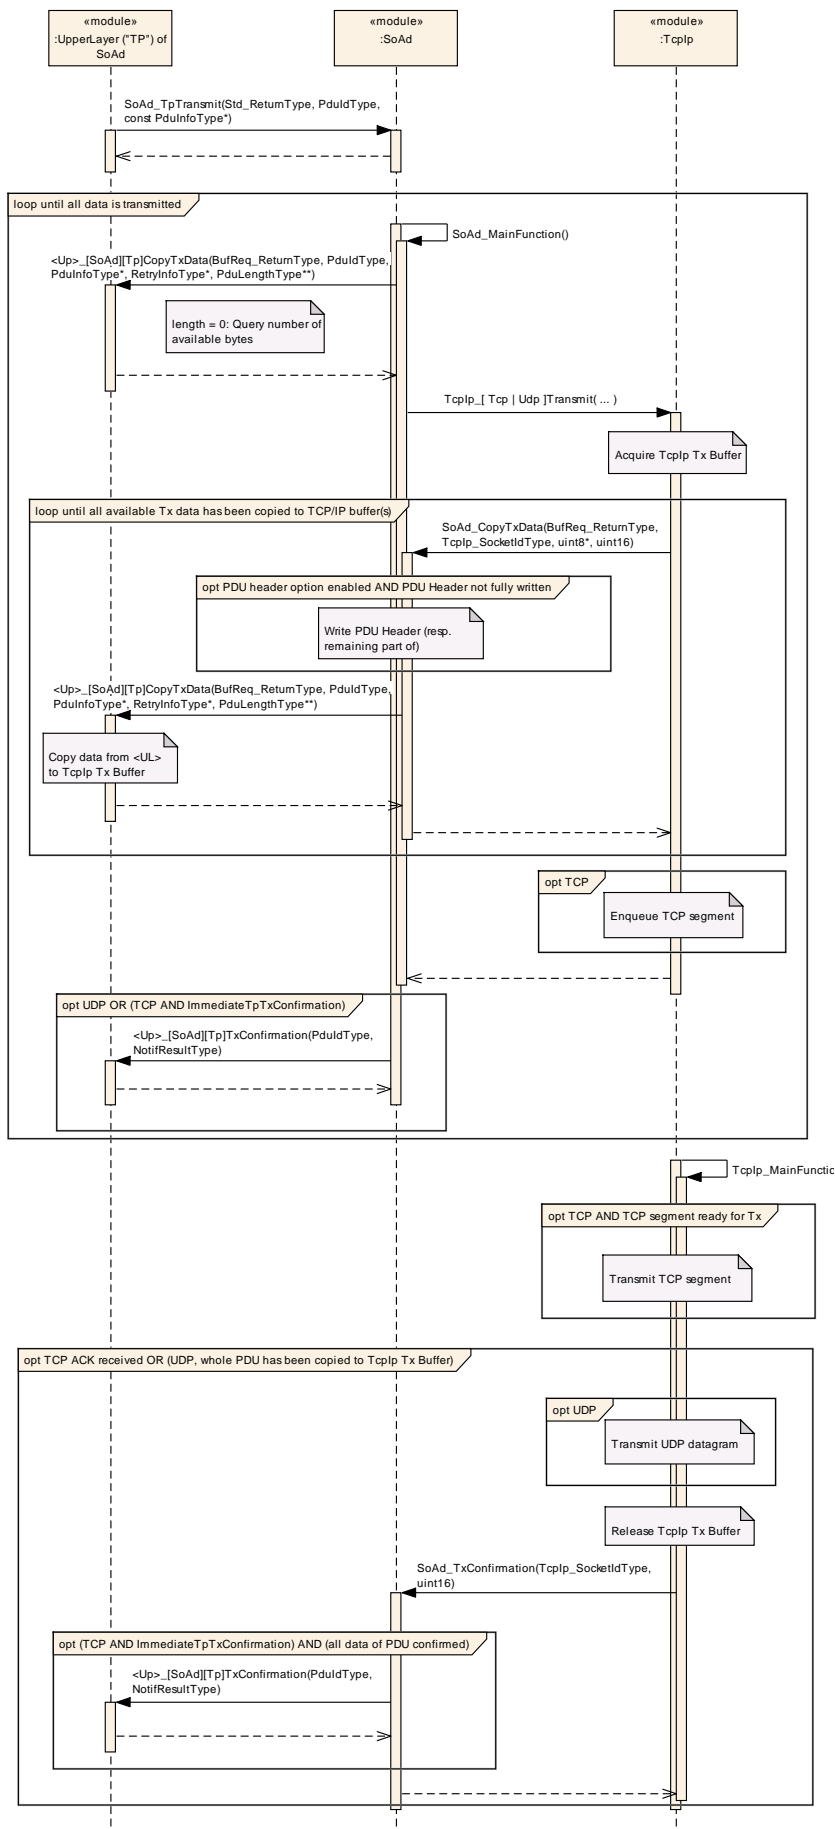 «module»
:UpperLayer ("TP") of
SoAd
«module»
:SoAd
«module»
:TcpIp
SoAd_TpTransmit(Std_ReturnType, PduIdType,
const PduInfoType*)
loop until all data is transmitted
SoAd_MainFunction()
<Up>_[SoAd][Tp]CopyTxData(BufReq_ReturnType, PduIdType,
PduInfoType*, RetryInfoType*, PduLengthType**)
length = 0: Query number of
available bytes
TcpIp_[ Tcp | Udp ]Transmit( ... )
Acquire TcpIp Tx Buffer
loop until all available Tx data has been copied to TCP/IP buffer(s)
SoAd_CopyTxData(BufReq_ReturnType,
TcpIp_SocketIdType, uint8*, uint16)
opt PDU header option enabled AND PDU Header not fully written
Write PDU Header (resp.
remaining part of)
<Up>_[SoAd][Tp]CopyTxData(BufReq_ReturnType, PduIdType,
PduInfoType*, RetryInfoType*, PduLengthType**)
Copy data from <UL>
to TcpIp Tx Buffer
opt TCP
Enqueue TCP segment
opt UDP OR (TCP AND ImmediateTpTxConfirmation)
<Up>_[SoAd][Tp]TxConfirmation(PduIdType,
NotifResultType)
TcpIp_MainFunctio
opt TCP AND TCP segment ready for Tx
Transmit TCP segment
opt TCP ACK received OR (UDP, whole PDU has been copied to TcpIp Tx Buffer)
opt UDP
Transmit UDP datagram
Release TcpIp Tx Buffer
SoAd_TxConfirmation(TcpIp_SocketIdType,
uint16)
opt (TCP AND ImmediateTpTxConfirmation) AND (all data of PDU confirmed)
<Up>_[SoAd][Tp]TxConfirmation(PduIdType,
NotifResultType)